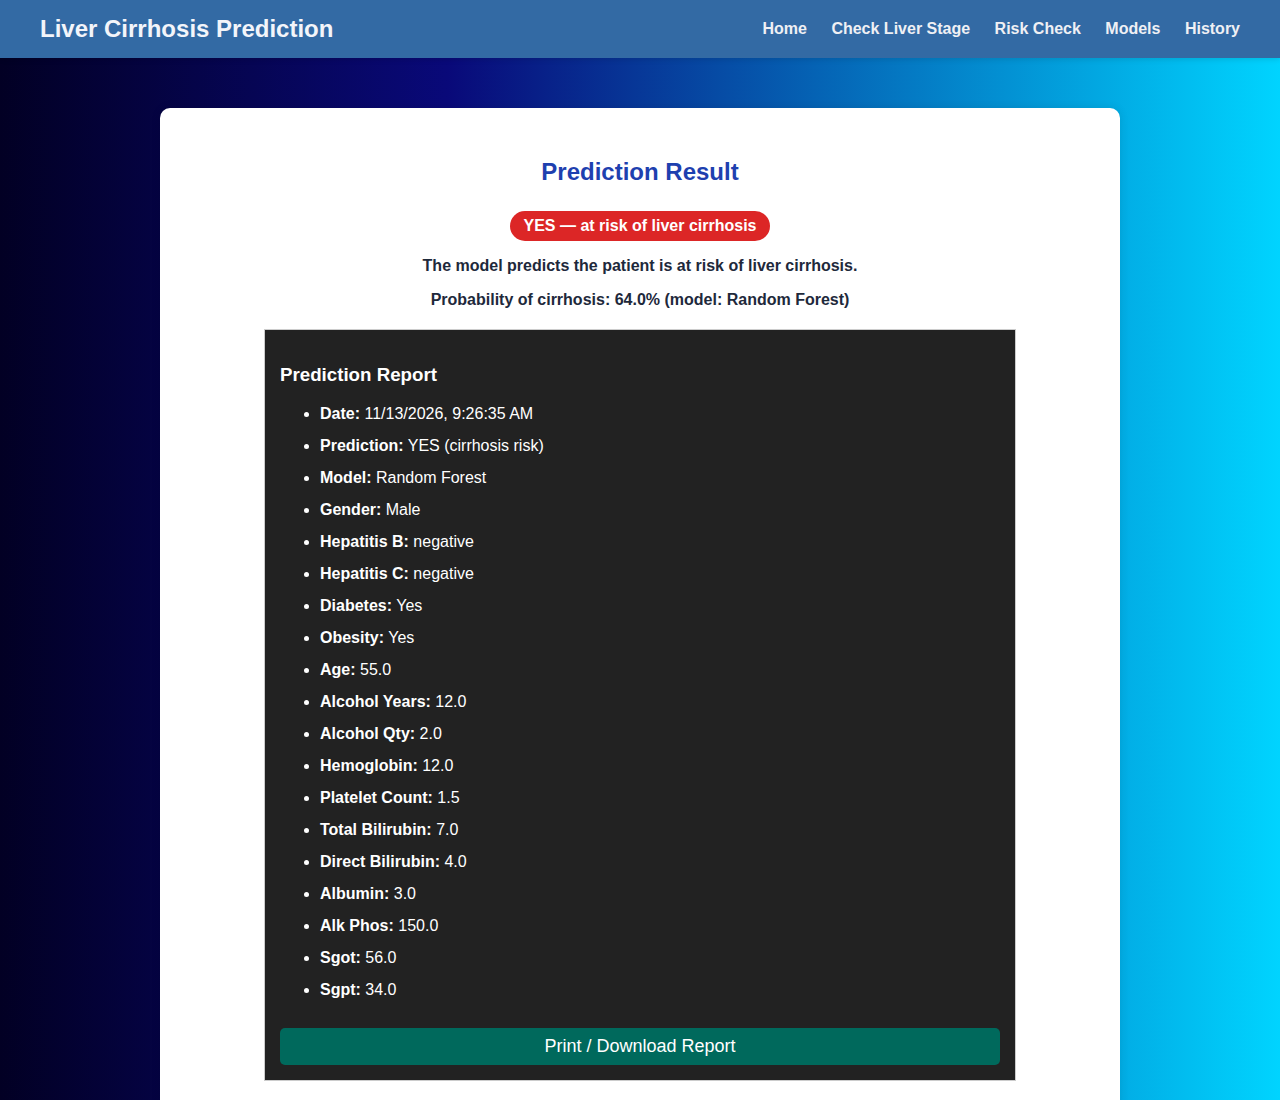 Liver Cirrhosis Prediction
Home Check Liver Stage Risk Check Models History
Prediction Result
YES — at risk of liver cirrhosis
The model predicts the patient is at risk of liver cirrhosis.
Probability of cirrhosis: 64.0% (model: Random Forest)
Prediction Report
Date: 11/13/2026, 9:26:35 AM
Prediction: YES (cirrhosis risk)
Model: Random Forest
Gender: Male
Hepatitis B: negative
Hepatitis C: negative
Diabetes: Yes
Obesity: Yes
Age: 55.0
Alcohol Years: 12.0
Alcohol Qty: 2.0
Hemoglobin: 12.0
Platelet Count: 1.5
Total Bilirubin: 7.0
Direct Bilirubin: 4.0
Albumin: 3.0
Alk Phos: 150.0
Sgot: 56.0
Sgpt: 34.0
Print / Download Report